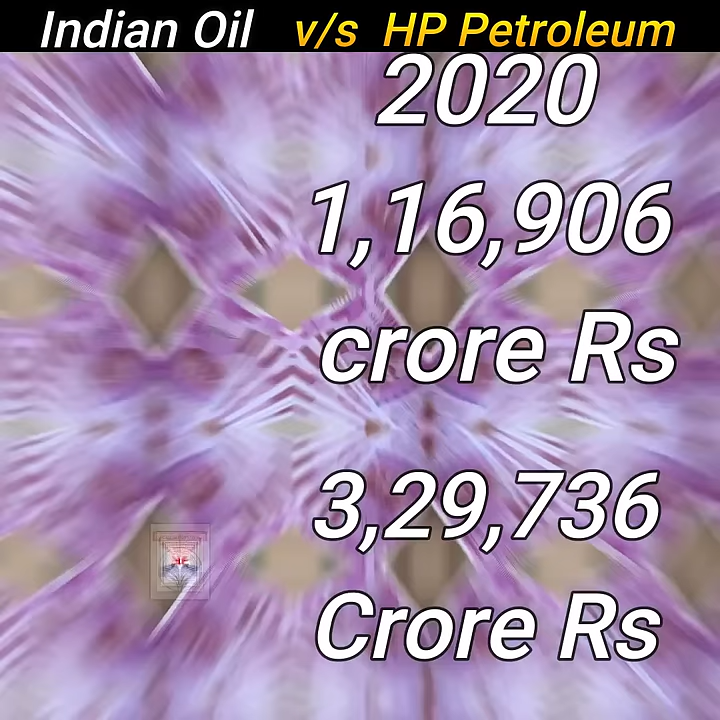 Indian Oil v/s HP Petroleum
2020
1,16,906
crore Rs
3,29,736
Crore Rs